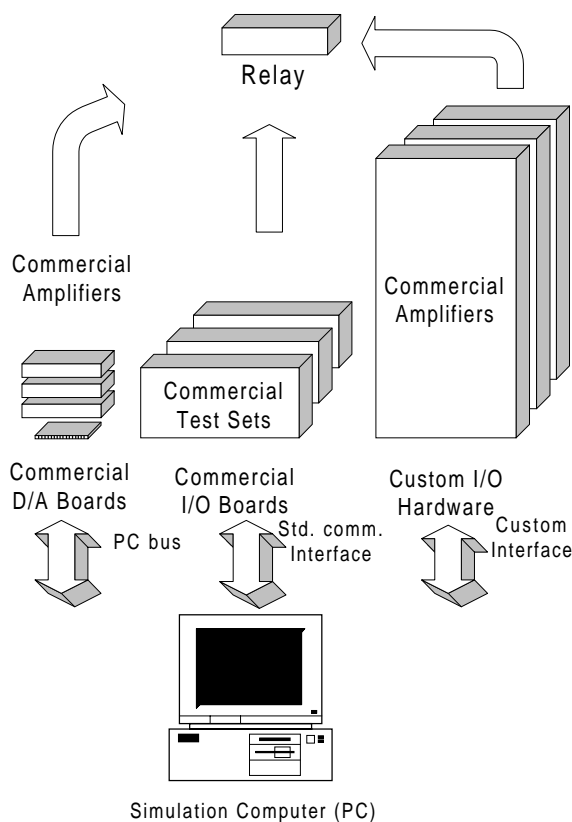 Relay
Commercial
Amplifiers
Commercial
Amplifiers
Commercial
Test Sets
Commercial
D/A Boards
Commercial
I/O Boards
Custom I/O
Hardware
PC bus
Std. comm.
Interface
Custom
Interface
Simulation Computer (PC)